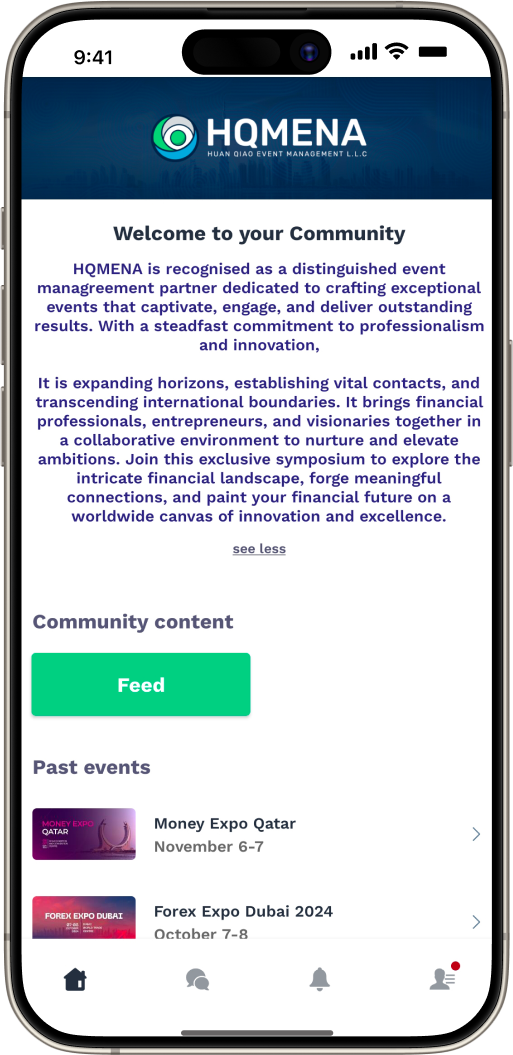 9:41
HQMENA
HUAN QIAO EVENT MANAGEMENT L.L.C
Welcome to your Community
HQMENA is recognised as a distinguished event
managreement partner dedicated to crafting exceptional
events that captivate, engage, and deliver outstanding
results. With a steadfast commitment to professionalism
and innovation,
It is expanding horizons, establishing vital contacts, and
transcending international boundaries. It brings financial
professionals, entrepreneurs, and visionaries together in
a collaborative environment to nurture and elevate
ambitions. Join this exclusive symposium to explore the
intricate financial landscape, forge meaningful
connections, and paint your financial future on a
worldwide canvas of innovation and excellence.
see less
Community content
Feed
Past events
MONEY EXPO
QATAR
Money Expo Qatar
November 6-7
FOREX EXPO DUBAI
Forex Expo Dubai 2024
October 7-8